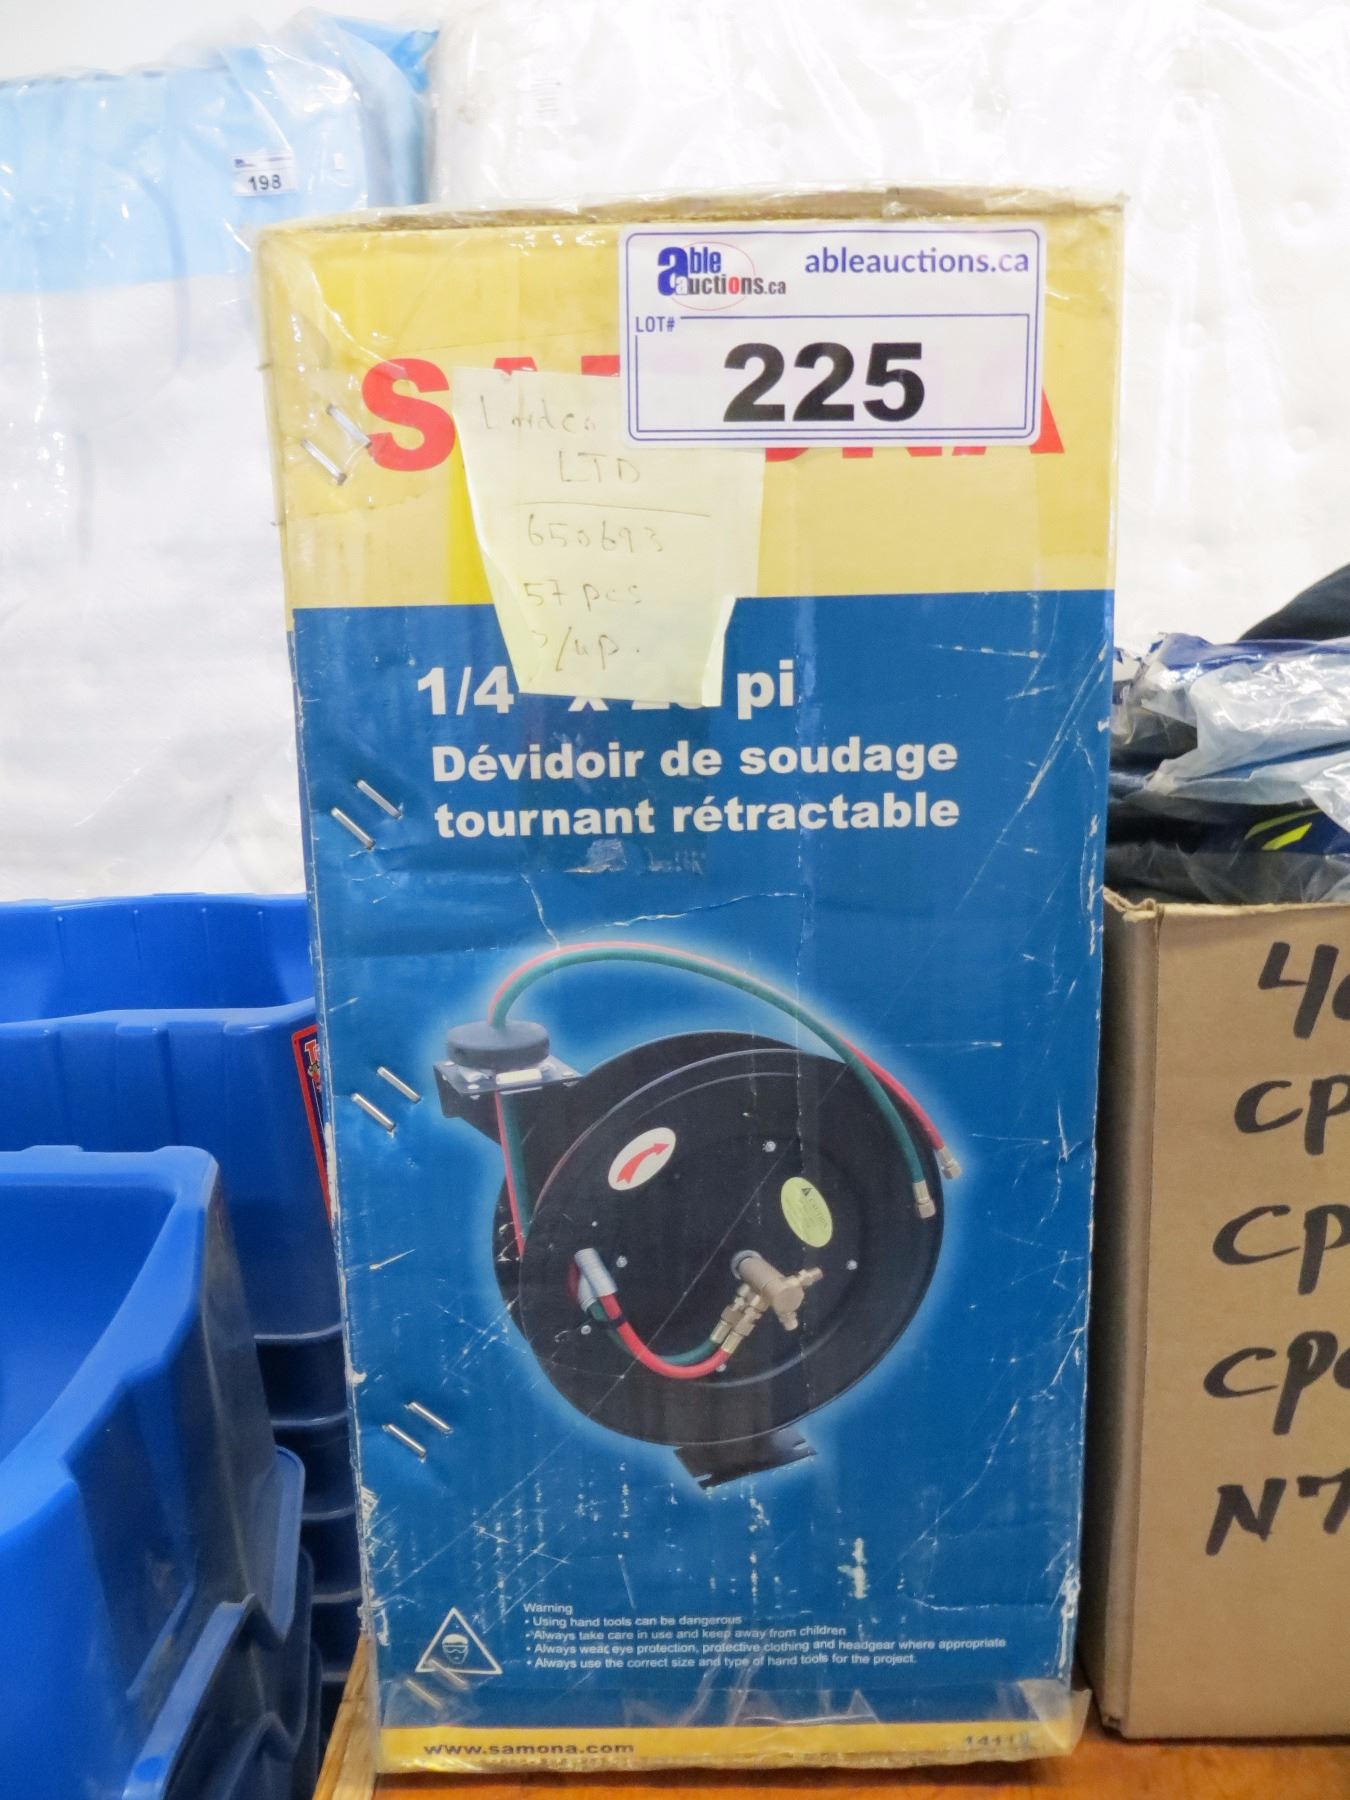 198
able auctions.ca
ableauctions.ca
LOT#
225
LTD
650693
57 pcs
1/4 x pi
Dévidoir de soudage
tournant rétractable
Warning
• Using hand tools can be dangerous
• Always take care in use and keep away from children
• Always wear eye protection, protective clothing and headgear where appropriate
• Always use the correct size and type of hand tools for the project.
www.samona.com